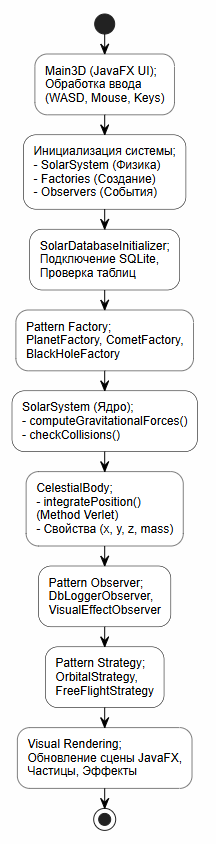 Main3D (JavaFX UI);
Обработка ввода
(WASD, Mouse, Keys)
Инициализация системы;
- SolarSystem (Физика)
- Factories (Создание)
- Observers (События)
SolarDatabaseInitializer;
Подключение SQLite,
Проверка таблиц
Pattern Factory;
PlanetFactory, CometFactory,
BlackHoleFactory
SolarSystem (Ядро);
- computeGravitationalForces()
- checkCollisions()
CelestialBody;
- integratePosition()
(Method Verlet)
- Свойства (x, y, z, mass)
Pattern Observer;
DbLoggerObserver,
VisualEffectObserver
Pattern Strategy;
OrbitalStrategy,
FreeFlightStrategy
Visual Rendering;
Обновление сцены JavaFX,
Частицы, Эффекты